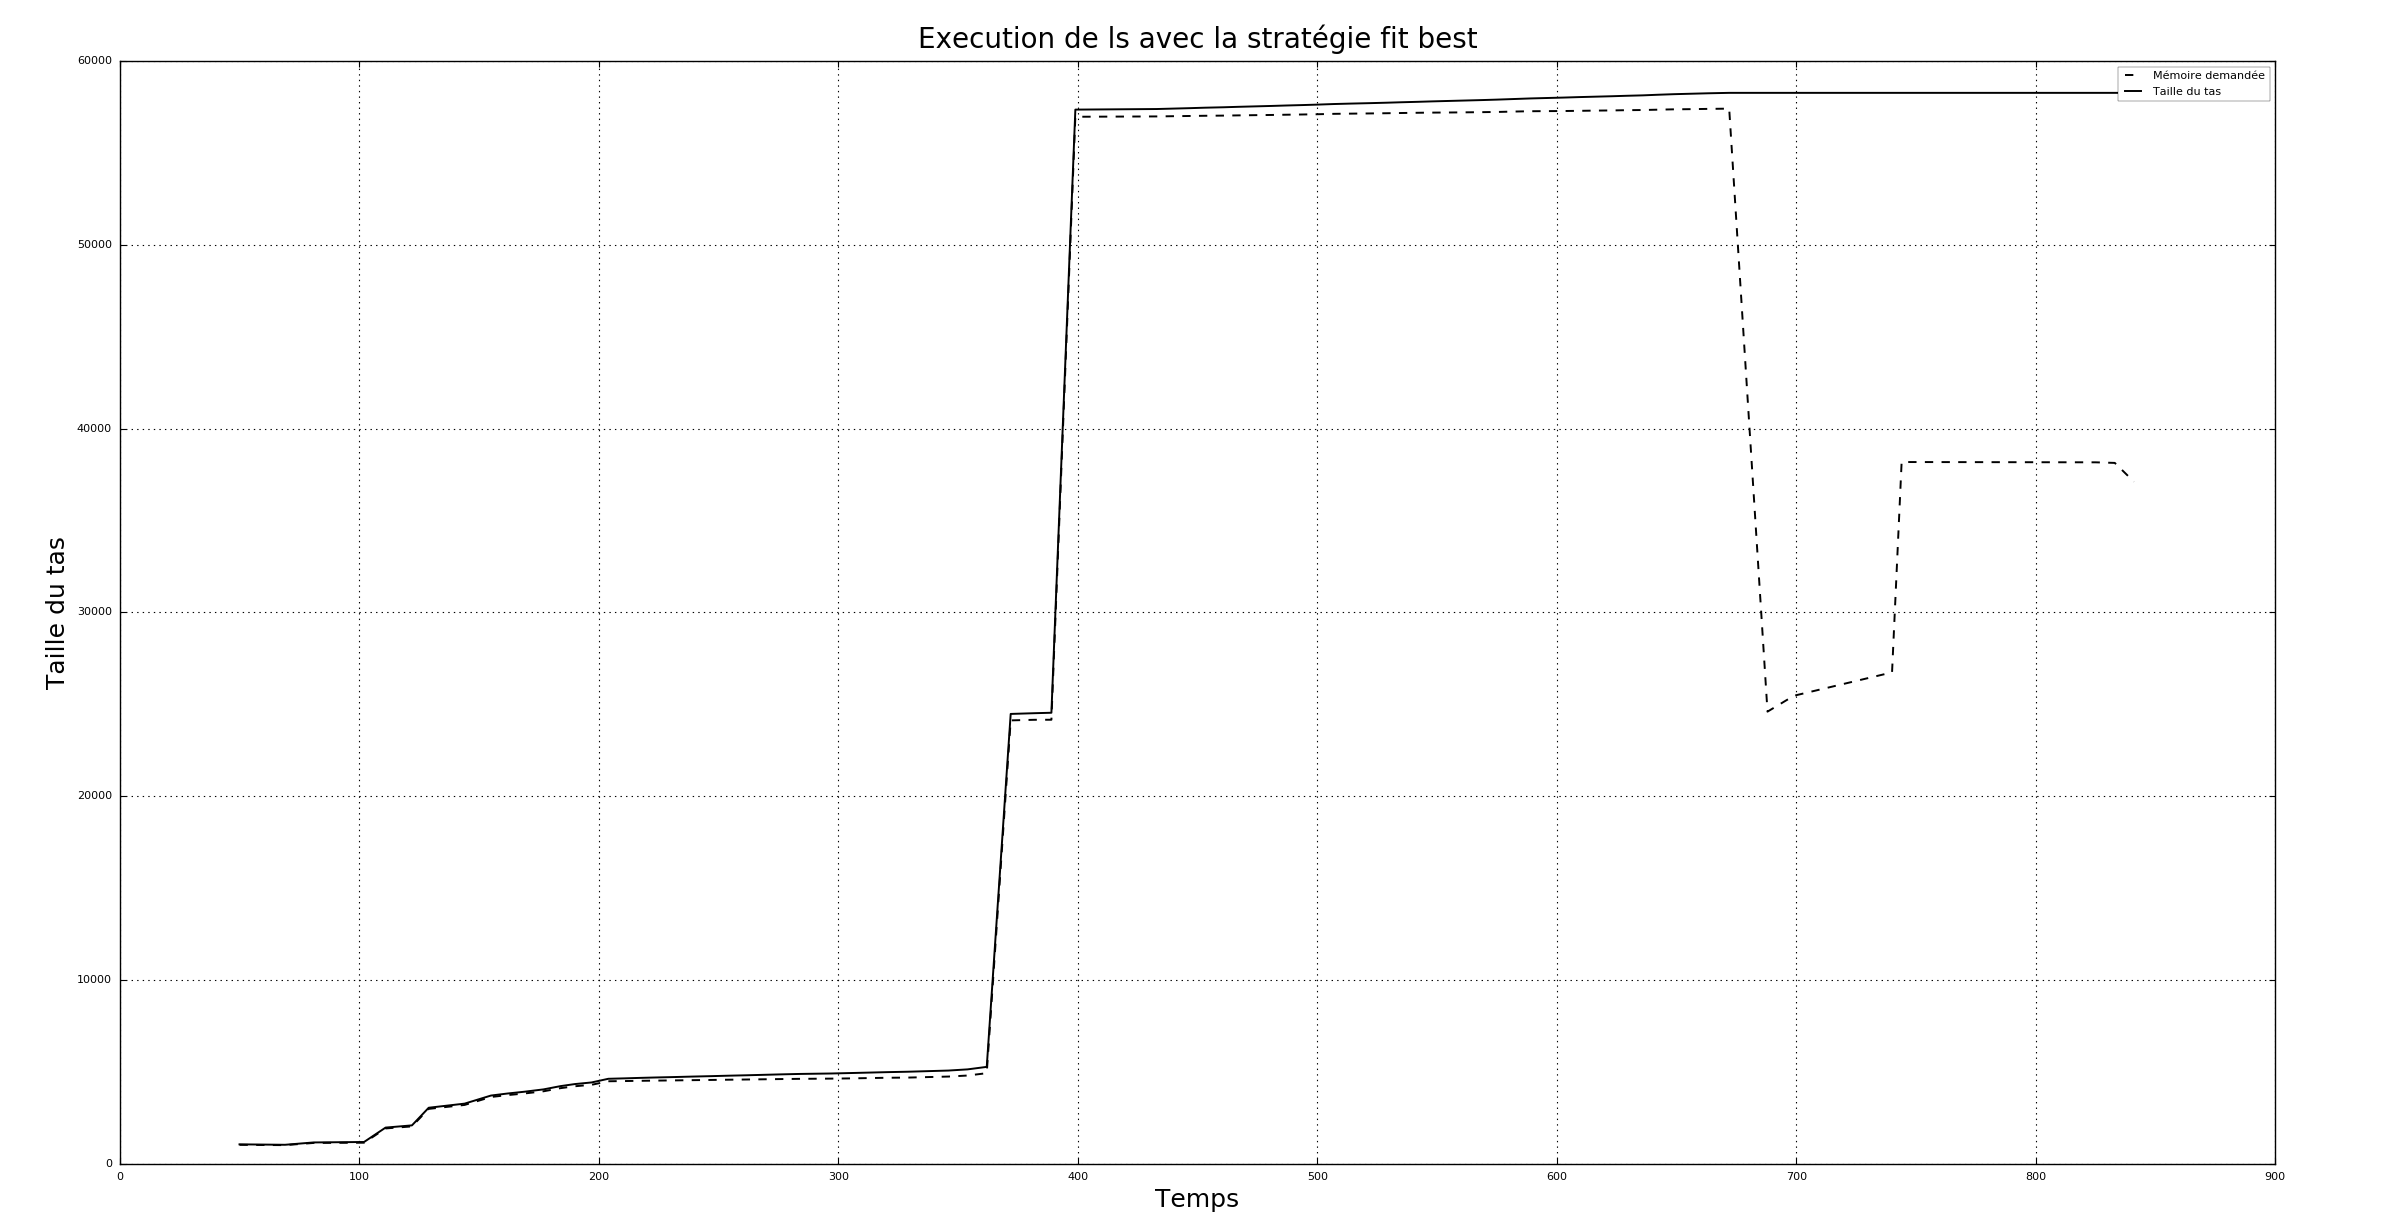 Execution de ls avec la stratégie fit best
60000
50000
40000
30000
20000
10000
0
Taille du tas
Mémoire demandée
Taille du tas
0 100 200 300 400 500 600 700 800 900
Temps